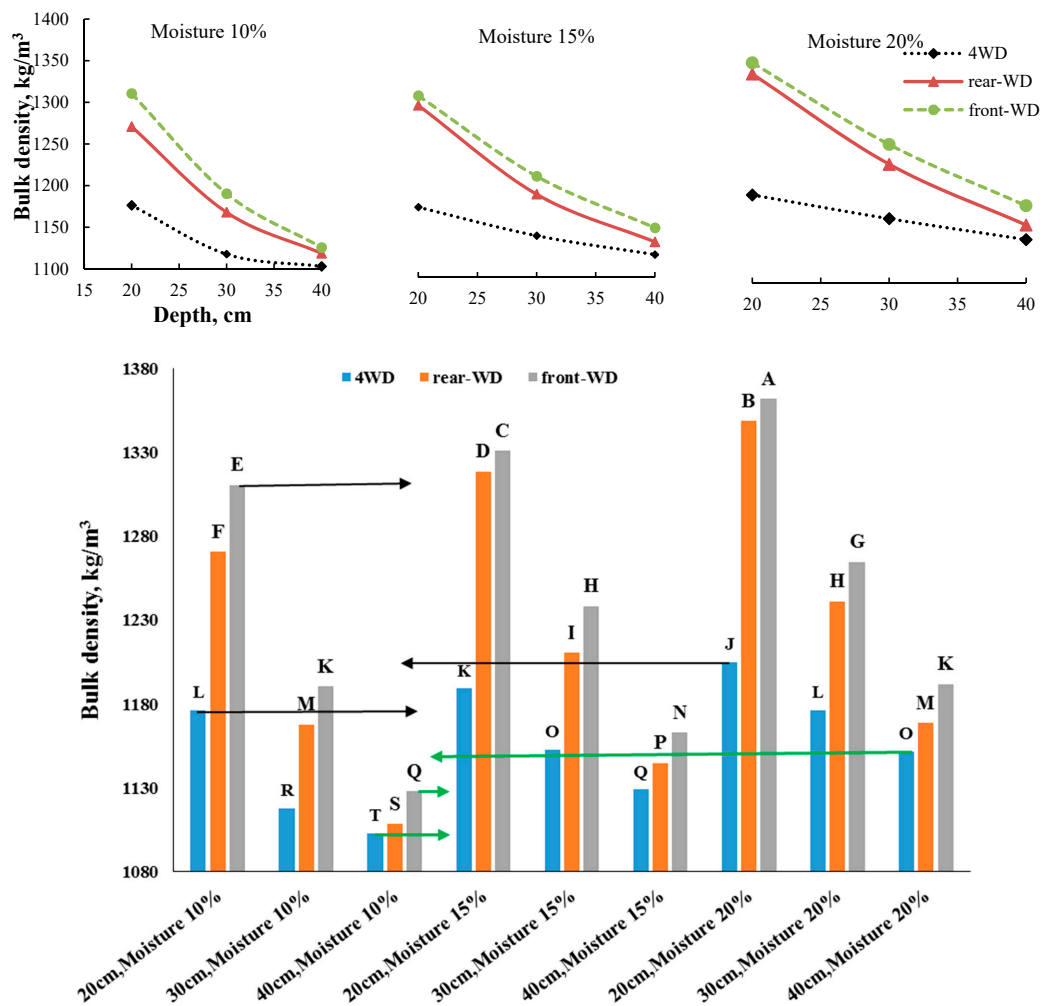 Moisture 10%
Moisture 15%
Moisture 20%
4WD
rear-WD
front-WD
Bulk density, kg/m³
1400
1350
1300
1250
1200
1150
1100
15 20 25 30 35 40
20 25 30 35 40
20 25 30 35 40
Depth, cm
4WD rear-WD front-WD
Bulk density, kg/m³
1380
1330
1280
1230
1180
1130
1080
L F E
R M K
T S Q
K D C
O I H
Q P N
J B A
L H G
O M K
20cm,Moisture 10%
30cm,Moisture 10%
40cm,Moisture 10%
20cm,Moisture 15%
30cm,Moisture 15%
40cm,Moisture 15%
20cm,Moisture 20%
30cm,Moisture 20%
40cm,Moisture 20%